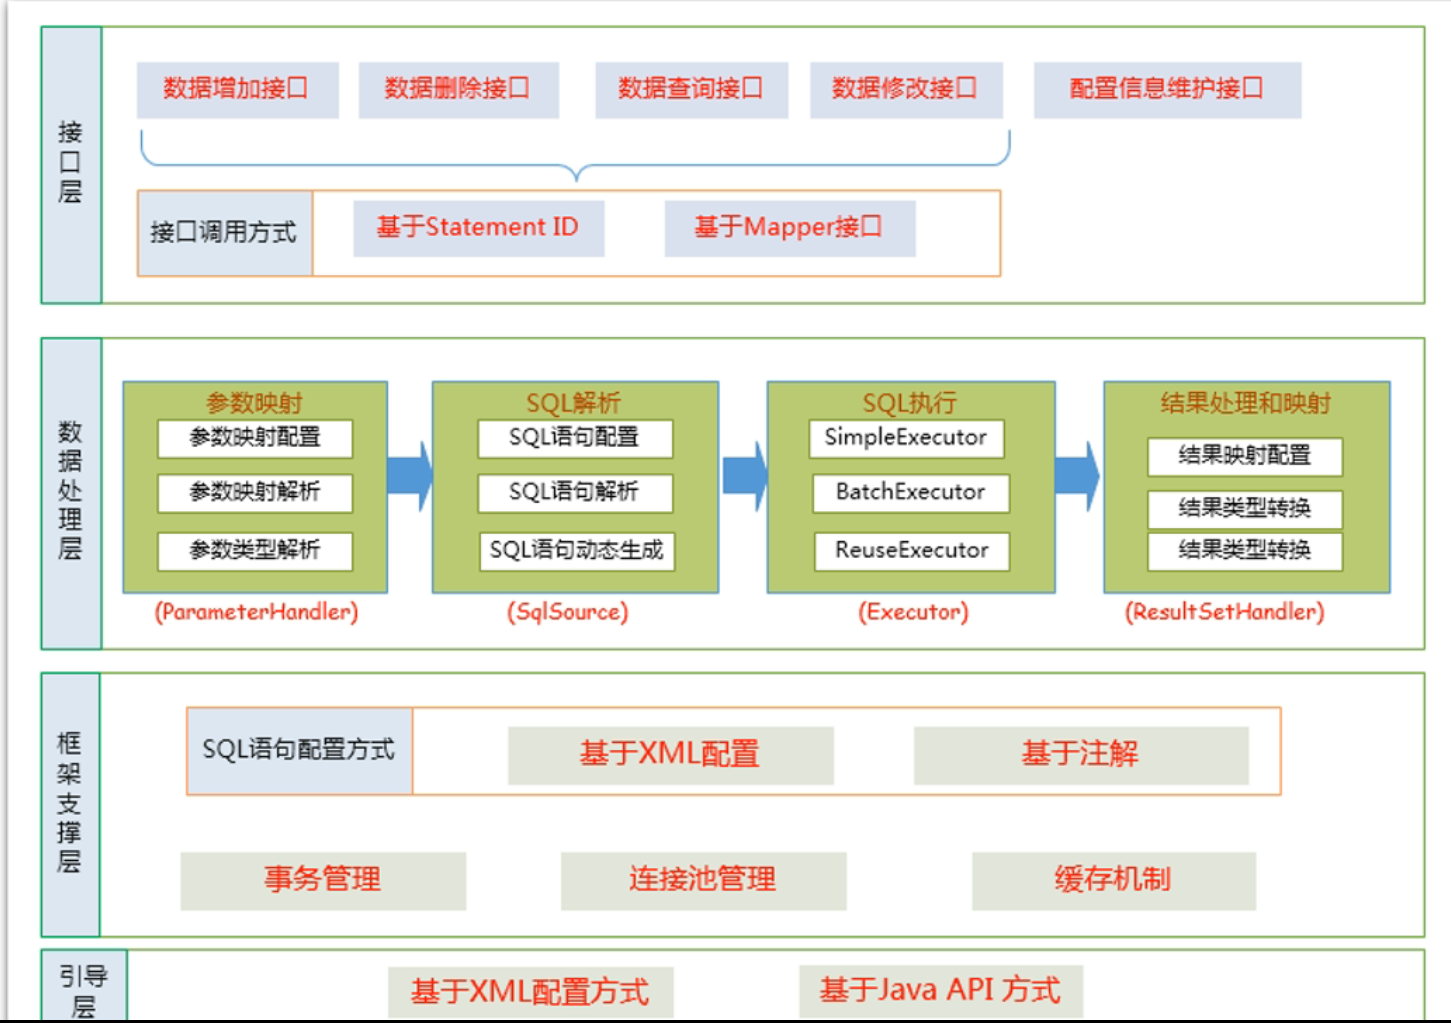 接口层
数据增加接口
数据删除接口
数据查询接口
数据修改接口
配置信息维护接口
接口调用方式
基于Statement ID
基于Mapper接口
数据处理层
参数映射
参数映射配置
参数映射解析
参数类型解析
(ParameterHandler)
SQL解析
SQL语句配置
SQL语句解析
SQL语句动态生成
(SqlSource)
SQL执行
SimpleExecutor
BatchExecutor
ReuseExecutor
(Executor)
结果处理和映射
结果映射配置
结果类型转换
结果类型转换
(ResultSetHandler)
框架支撑层
SQL语句配置方式
基于XML配置
基于注解
事务管理
连接池管理
缓存机制
引导
层
基于XML配置方式
基于Java API 方式